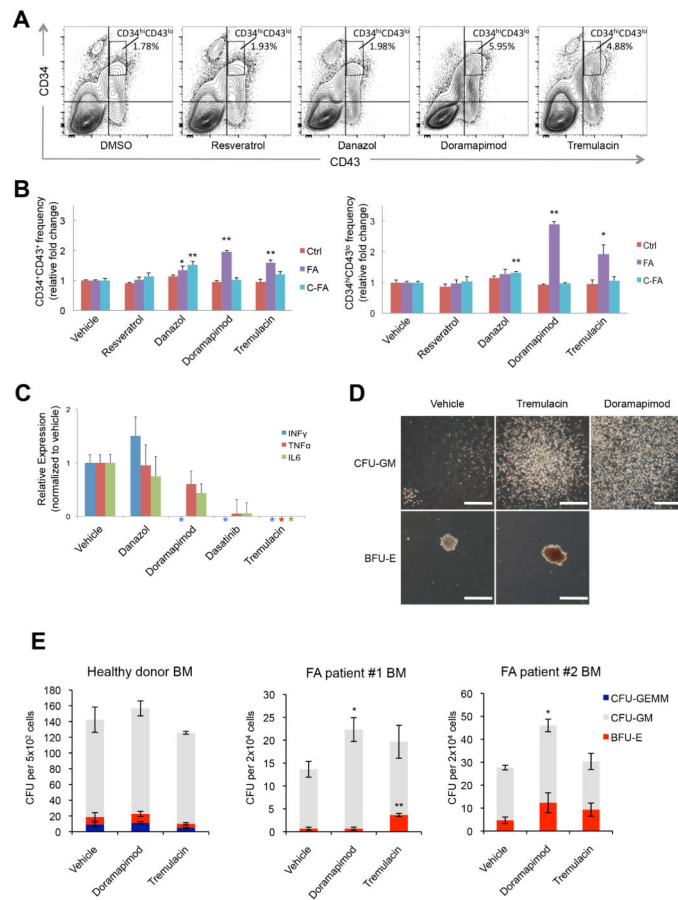 A
CD34
CD34hiCD43lo
1.78%
CD34hiCD43lo
1.93%
CD34hiCD43lo
1.98%
CD34hiCD43lo
5.95%
CD34hiCD43lo
4.88%
DMSO
Resveratrol
Danazol
Doramapimod
Tremulacin
CD43
B
CD34+CD43+ frequency
(relative fold change)
3
2
1
0
*
**
**
**
Ctrl
FA
C-FA
Vehicle
Resveratrol
Danazol
Doramapimod
Tremulacin
CD34hiCD43lo frequency
(relative fold change)
3
2
1
0
**
**
*
Ctrl
FA
C-FA
Vehicle
Resveratrol
Danazol
Doramapimod
Tremulacin
C
Relative Expression
(normalized to vehicle)
2
1
0
INFγ
TNFα
IL6
* * * * *
Vehicle
Danazol
Doramapimod
Dasatinib
Tremulacin
D
Vehicle
Tremulacin
Doramapimod
CFU-GM
BFU-E
E
Healthy donor BM
CFU per 5x102 cells
180
160
140
120
100
80
60
40
20
0
Vehicle
Doramapimod
Tremulacin
FA patient #1 BM
CFU per 2x104 cells
30
25
20
15
10
5
0
*
**
Vehicle
Doramapimod
Tremulacin
FA patient #2 BM
CFU per 2x104 cells
60
50
40
30
20
10
0
*
Vehicle
Doramapimod
Tremulacin
CFU-GEMM
CFU-GM
BFU-E